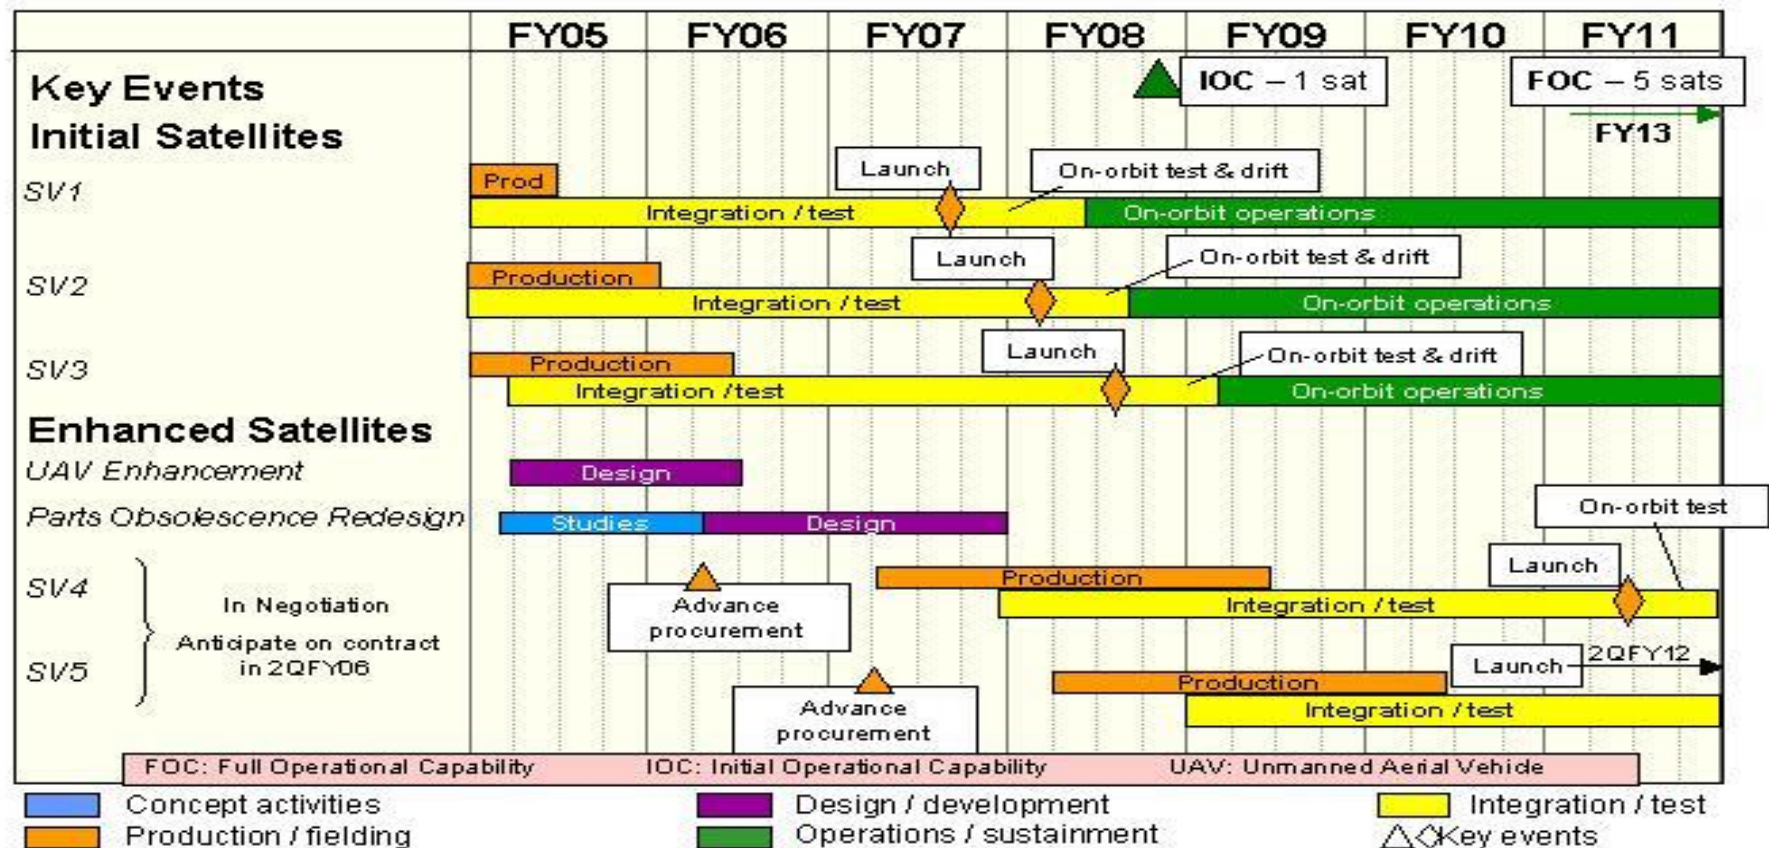 FY05 FY06 FY07 FY08 FY09 FY10 FY11
Key Events
IOC – 1 sat
FOC – 5 sats
FY13
Initial Satellites
SV1
Prod
Launch
On-orbit test & drift
Integration / test
On-orbit operations
SV2
Production
Launch
On-orbit test & drift
Integration / test
On-orbit operations
SV3
Production
Launch
On-orbit test & drift
Integration / test
On-orbit operations
Enhanced Satellites
UAV Enhancement
Design
Parts Obsolescence Redesign
Studies
Design
On-orbit test
SV4
Production
Launch
Integration / test
Advance
procurement
In Negotiation
Anticipate on contract
in 2QFY06
SV5
Launch
2QFY12
Production
Integration / test
Advance
procurement
FOC: Full Operational Capability IOC: Initial Operational Capability UAV: Unmanned Aerial Vehicle
Concept activities Design / development Integration / test
Production / fielding Operations / sustainment Key events